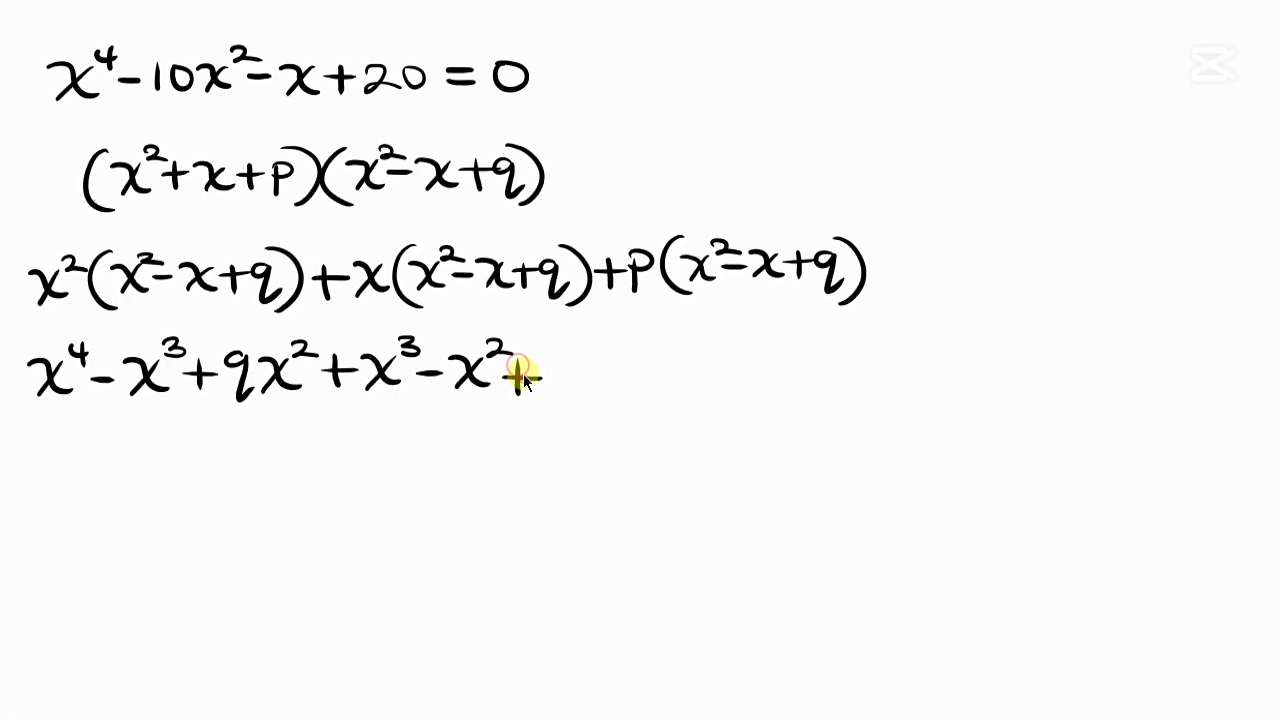 x⁴-10x²-x+20=0
(x²+x+p)(x²-x+q)
x²(x²-x+q)+x(x²-x+q)+p(x²-x+q)
x⁴-x³+qx²+x³-x²+